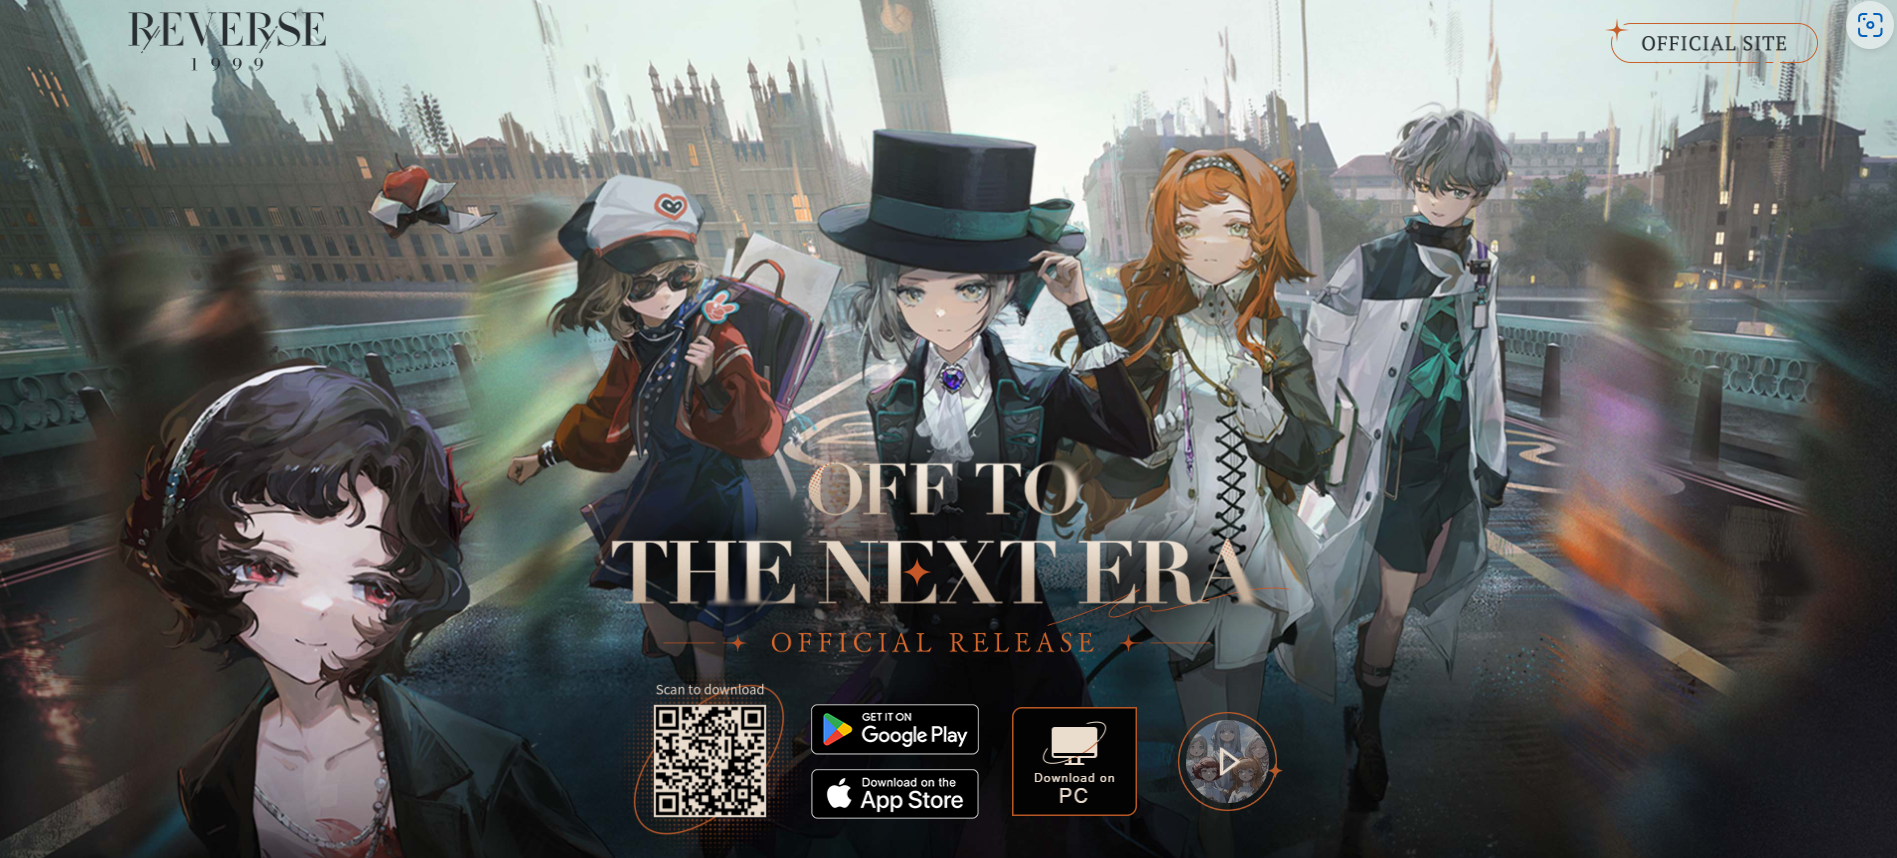 REVERSE
1999
OFFICIAL SITE
OFF TO
THE NEXT ERA
OFFICIAL RELEASE
Scan to download
GET IT ON
Google Play
Download on the
App Store
Download on
PC